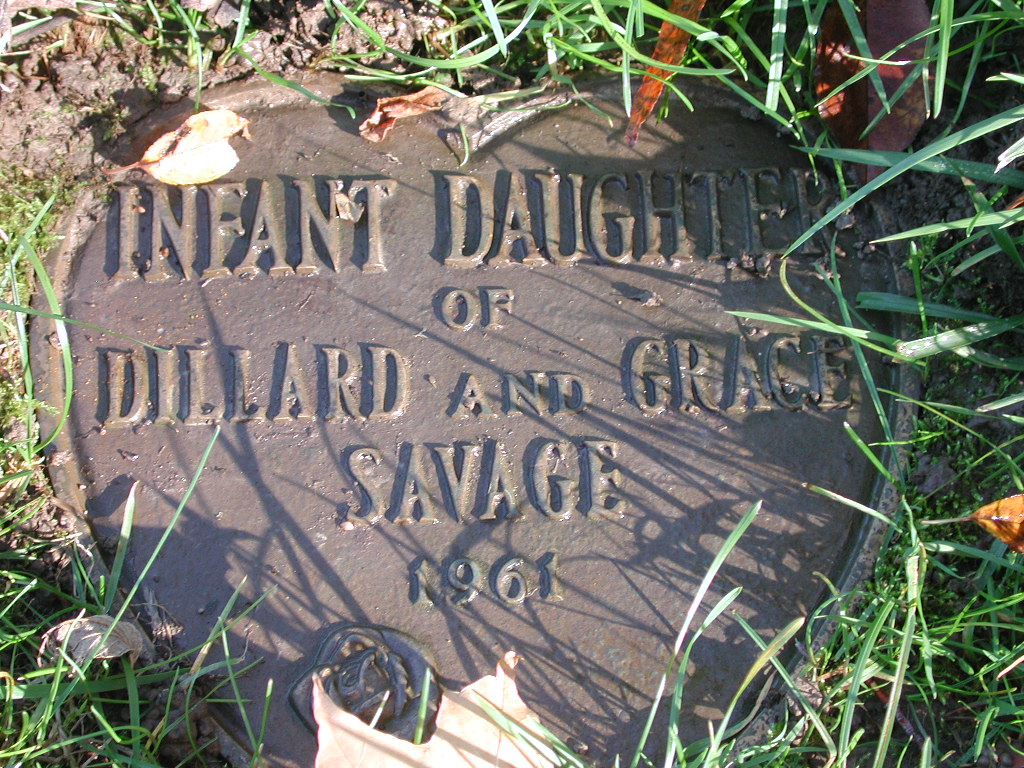 INFANT DAUGHTER
OF
DILLARD AND GRACE
SAVAGE
1961